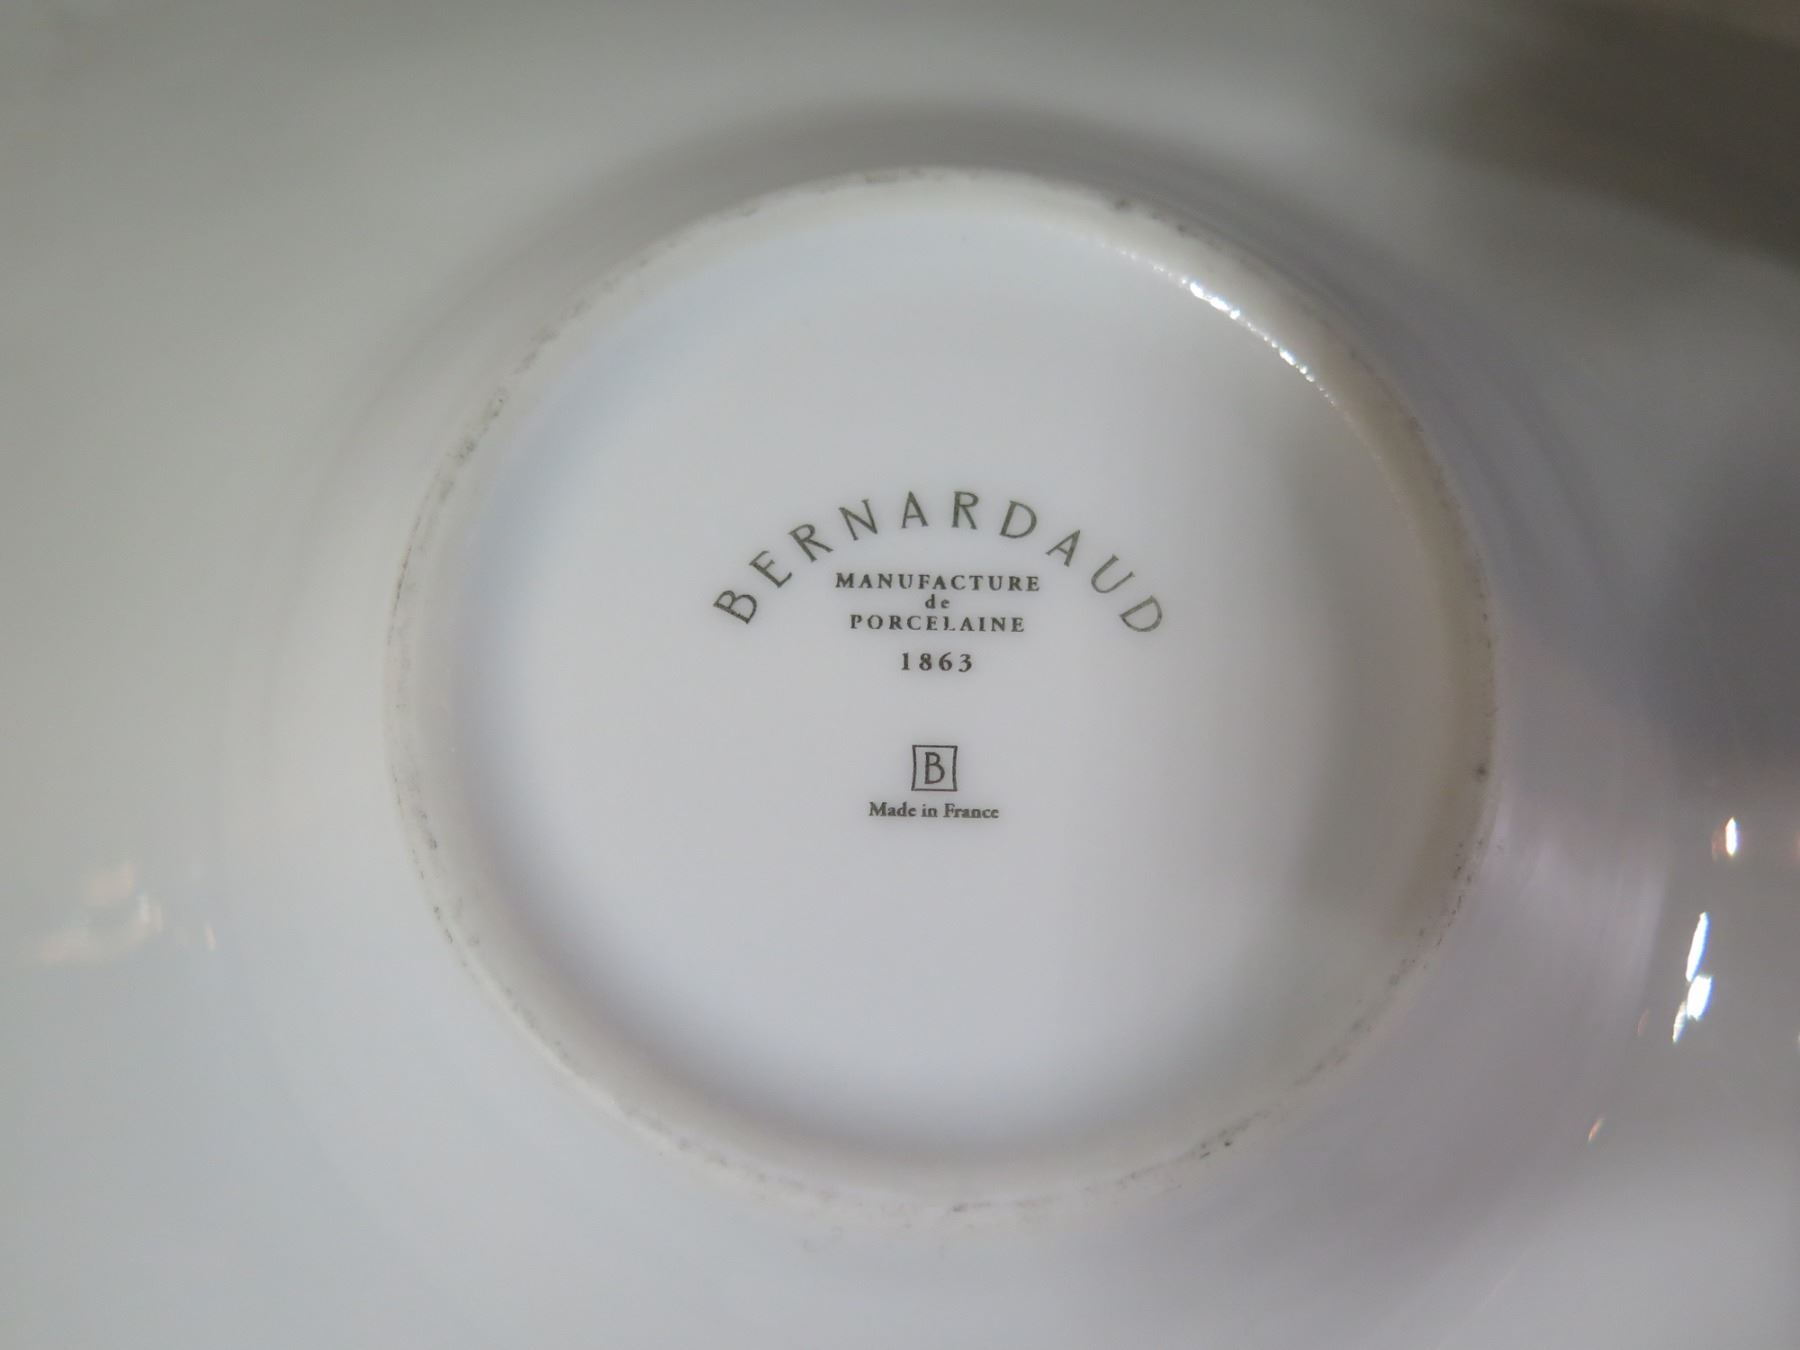 BERNARDAUD
MANUFACTURE
de
PORCELAINE
1863
B
Made in France